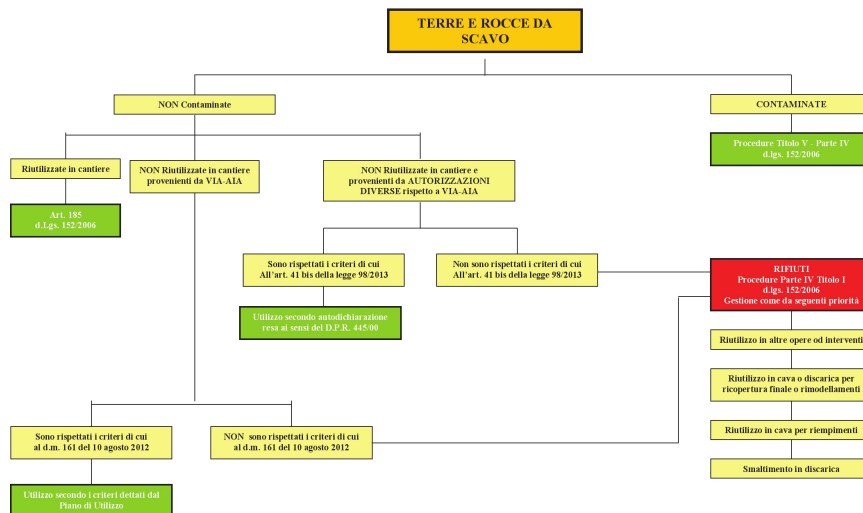 TERRE E ROCCE DA
SCAVO
NON Contaminate
CONTAMINATE
Procedure Titolo V - Parte IV
d.lgs. 152/2006
Riutilizzate in cantiere
NON Riutilizzate in cantiere
provenienti da VIA-AIA
NON Riutilizzate in cantiere e
provenienti da AUTORIZZAZIONI
DIVERSE rispetto a VIA-AIA
Art. 185
d.Lgs. 152/2006
Sono rispettati i criteri di cui
All'art. 41 bis della legge 98/2013
Non sono rispettati i criteri di cui
All'art. 41 bis della legge 98/2013
RIFIUTI
Procedure Parte IV Titolo I
d.lgs. 152/2006
Gestione come da seguenti priorità
Utilizzo secondo autodichiarazione
resa ai sensi del D.P.R. 445/00
Riutilizzo in altre opere od interventi
Riutilizzo in cava o discarica per
ricopertura finale o rimodellamenti
Riutilizzo in cava per riempimenti
Smaltimento in discarica
Sono rispettati i criteri di cui
al d.m. 161 del 10 agosto 2012
NON sono rispettati i criteri di cui
al d.m. 161 del 10 agosto 2012
Utilizzo secondo i criteri dettati dal
Piano di Utilizzo